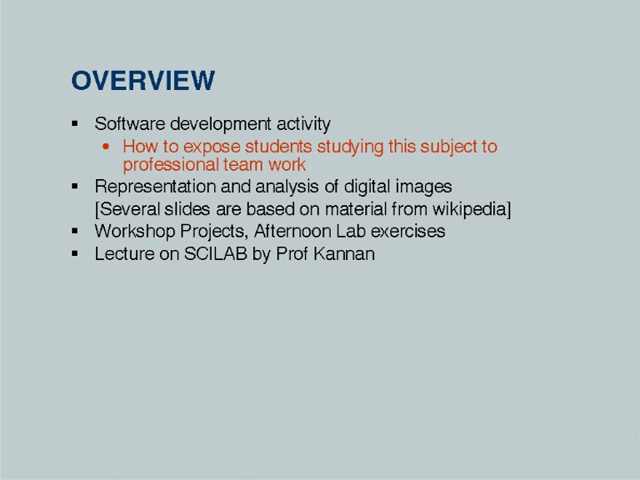 OVERVIEW
▪ Software development activity
• How to expose students studying this subject to
professional team work
▪ Representation and analysis of digital images
[Several slides are based on material from wikipedia]
▪ Workshop Projects, Afternoon Lab exercises
▪ Lecture on SCILAB by Prof Kannan